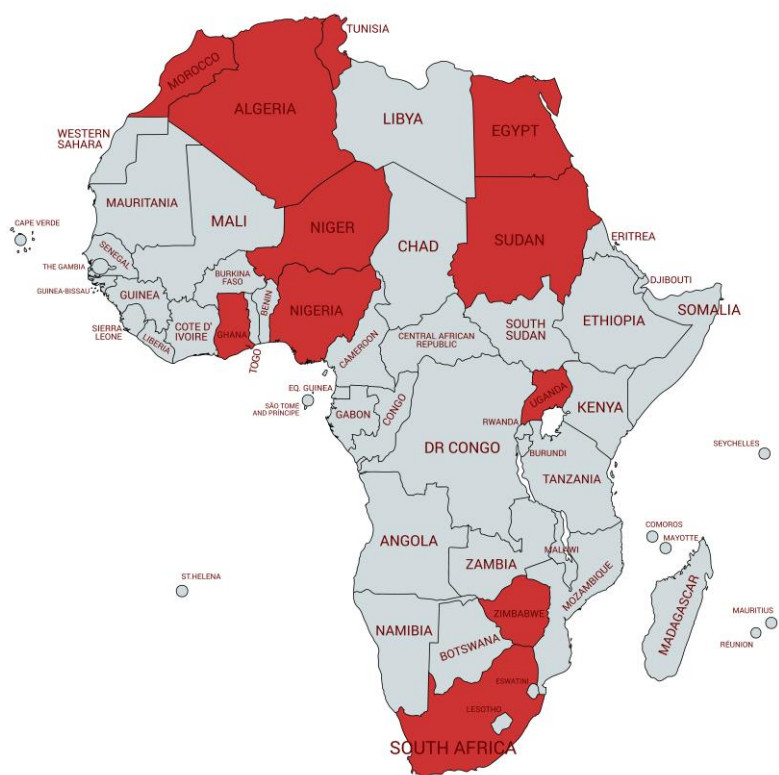 TUNISIA
MOROCCO
ALGERIA
LIBYA
EGYPT
WESTERN
SAHARA
MAURITANIA
MALI
NIGER
CHAD
SUDAN
ERITREA
CAPE VERDE
SENEGAL
THE GAMBIA
GUINEA-BISSAU
GUINEA
BURKINA
FASO
BENIN
NIGERIA
DJIBOUTI
SOMALIA
SIERRA
LEONE
LIBERIA
COTE D'
IVOIRE
GHANA
TOGO
CAMEROON
CENTRAL AFRICAN
REPUBLIC
SOUTH
SUDAN
ETHIOPIA
EQ. GUINEA
SÃO TOMÉ
AND PRÍNCIPE
GABON
CONGO
UGANDA
KENYA
RWANDA
DR CONGO
BURUNDI
SEYCHELLES
TANZANIA
ANGOLA
ZAMBIA
MALAWI
COMOROS
MAYOTTE
MOZAMBIQUE
ST.HELENA
NAMIBIA
BOTSWANA
ZIMBABWE
MADAGASCAR
MAURITIUS
RÉUNION
ESWATINI
LESOTHO
SOUTH AFRICA